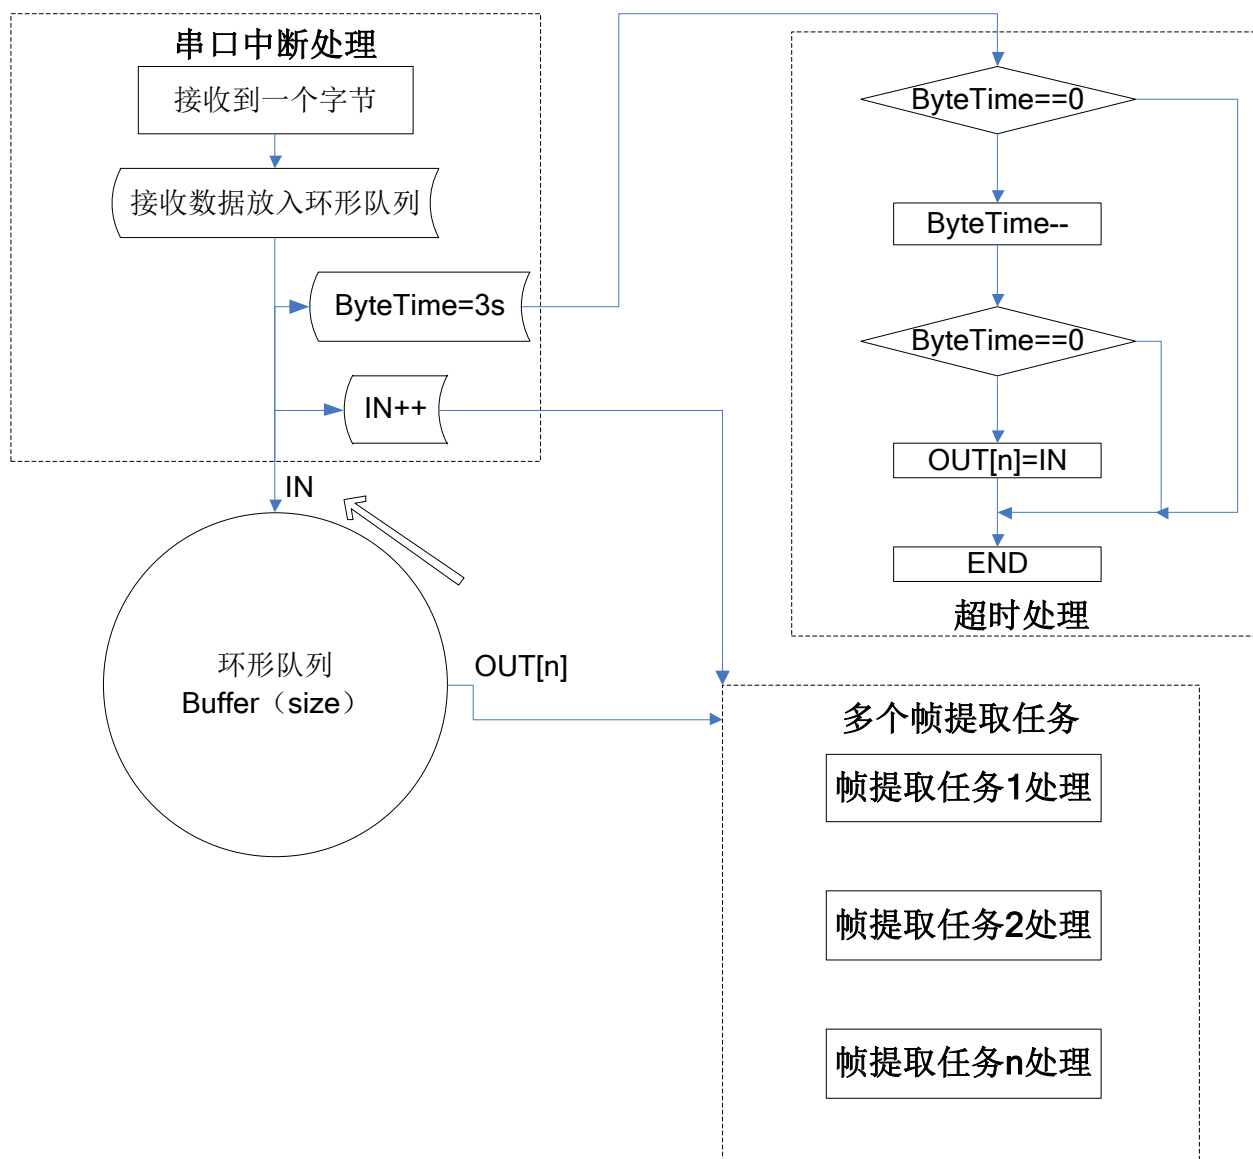 串口中断处理
接收到一个字节
接收数据放入环形队列
ByteTime=3s
IN++
IN
环形队列
Buffer（size）
OUT[n]
ByteTime==0
ByteTime--
ByteTime==0
OUT[n]=IN
END
超时处理
多个帧提取任务
帧提取任务1处理
帧提取任务2处理
帧提取任务n处理